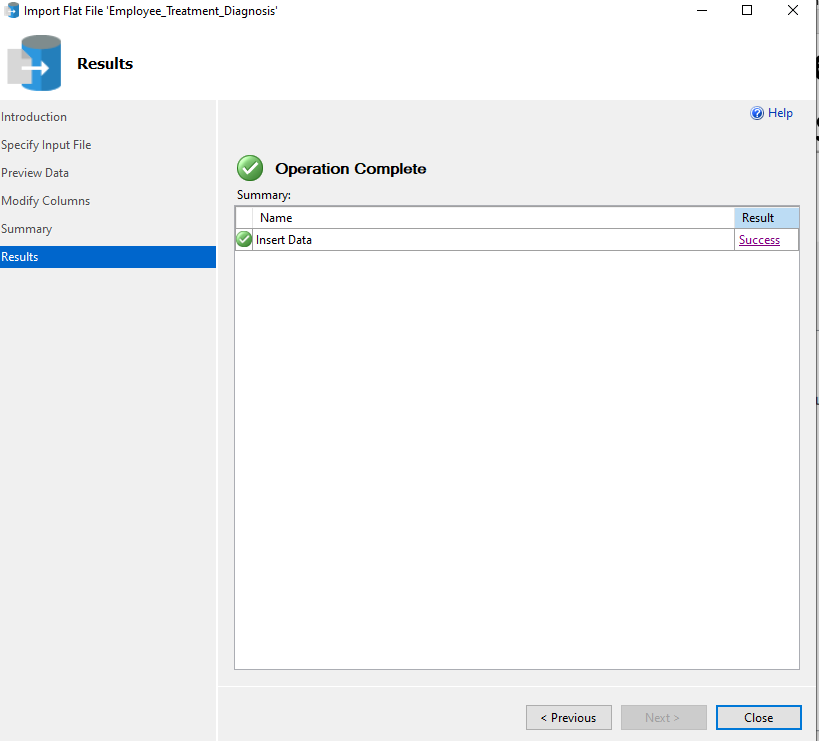 Import Flat File 'Employee_Treatment_Diagnosis'
Results
Introduction
Specify Input File
Preview Data
Modify Columns
Summary
Results
Help
Operation Complete
Summary:
Name Result
Insert Data Success
< Previous Next > Close